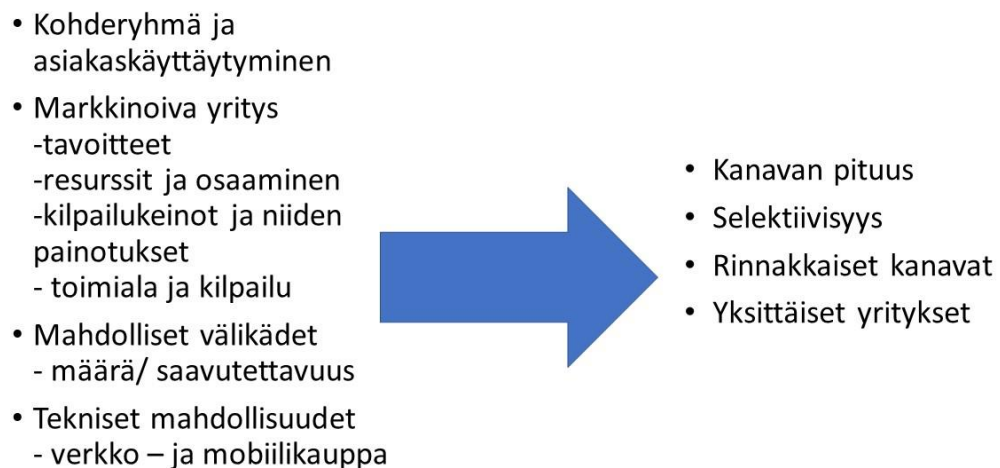 • Kohderyhmä ja
asiakaskäyttäytyminen
• Markkinoiva yritys
-tavoitteet
-resurssit ja osaaminen
-kilpailukeinot ja niiden
painotukset
- toimiala ja kilpailu
• Mahdolliset välikädet
- määrä/ saavutettavuus
• Tekniset mahdollisuudet
- verkko – ja mobiilikauppa
• Kanavan pituus
• Selektiivisyys
• Rinnakkaiset kanavat
• Yksittäiset yritykset